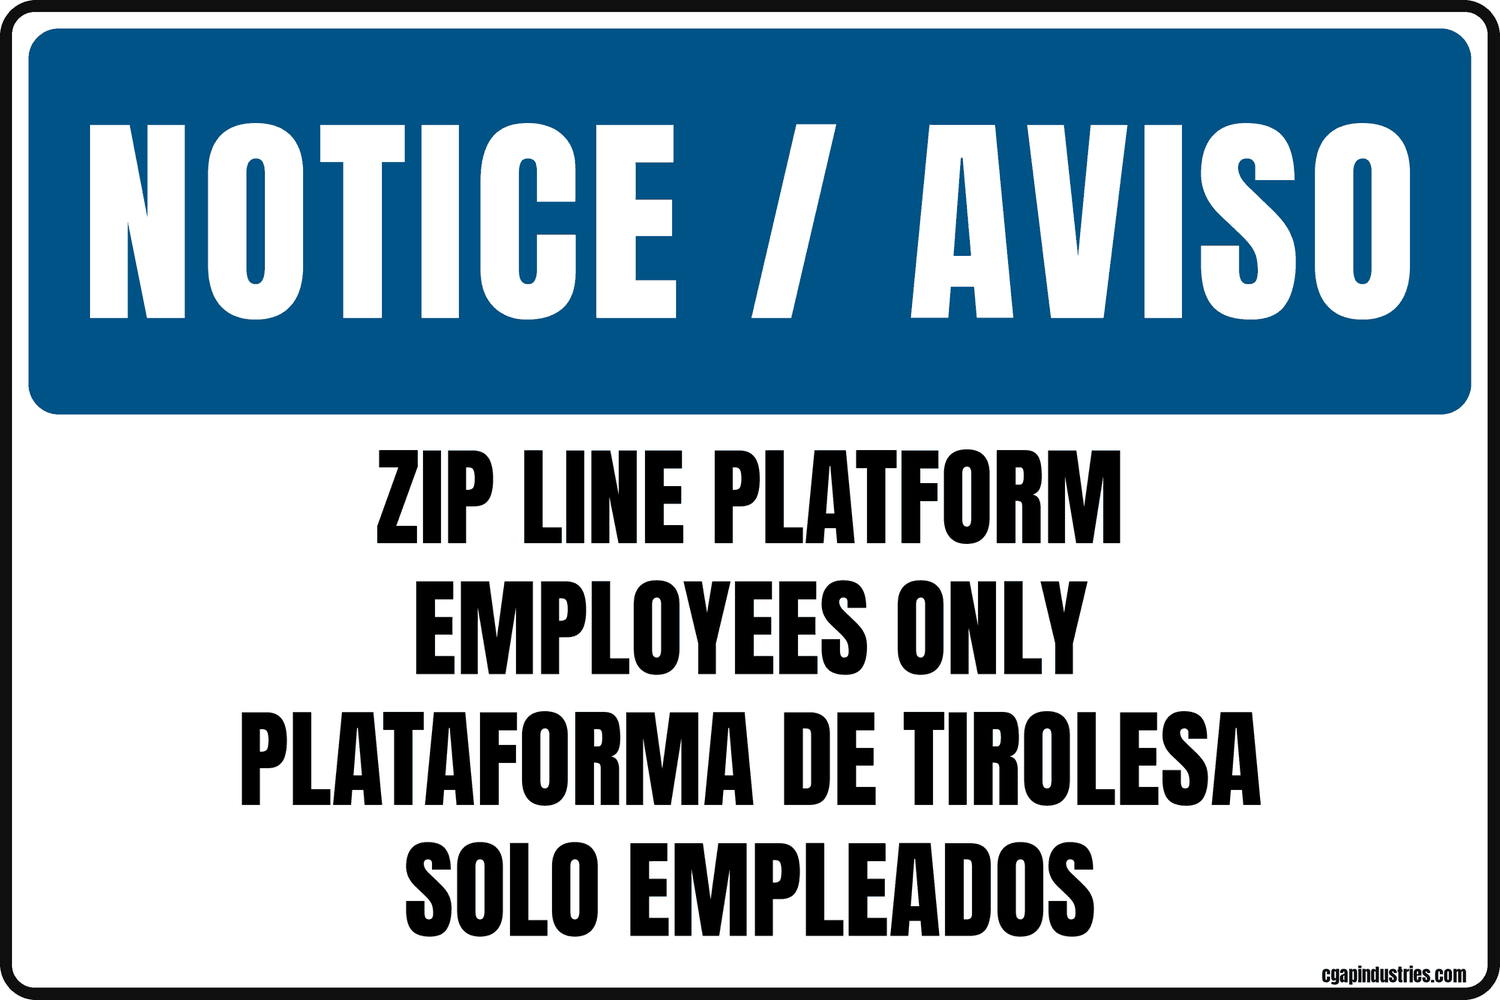 NOTICE / AVISO
ZIP LINE PLATFORM
EMPLOYEES ONLY
PLATAFORMA DE TIROLESA
SOLO EMPLEADOS
cgapindustries.com